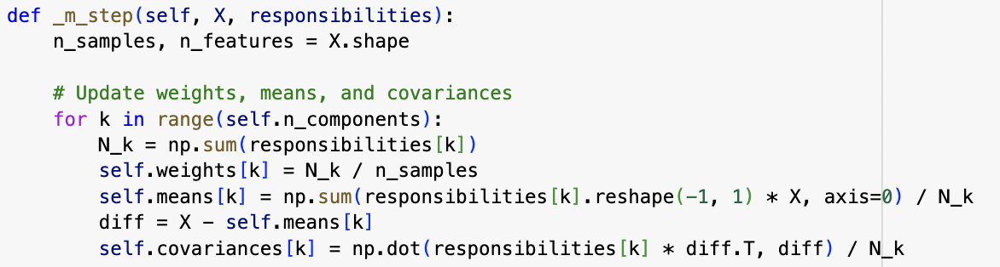 def _m_step(self, X, responsibilities):
    n_samples, n_features = X.shape

    # Update weights, means, and covariances
    for k in range(self.n_components):
        N_k = np.sum(responsibilities[k])
        self.weights[k] = N_k / n_samples
        self.means[k] = np.sum(responsibilities[k].reshape(-1, 1) * X, axis=0) / N_k
        diff = X - self.means[k]
        self.covariances[k] = np.dot(responsibilities[k] * diff.T, diff) / N_k